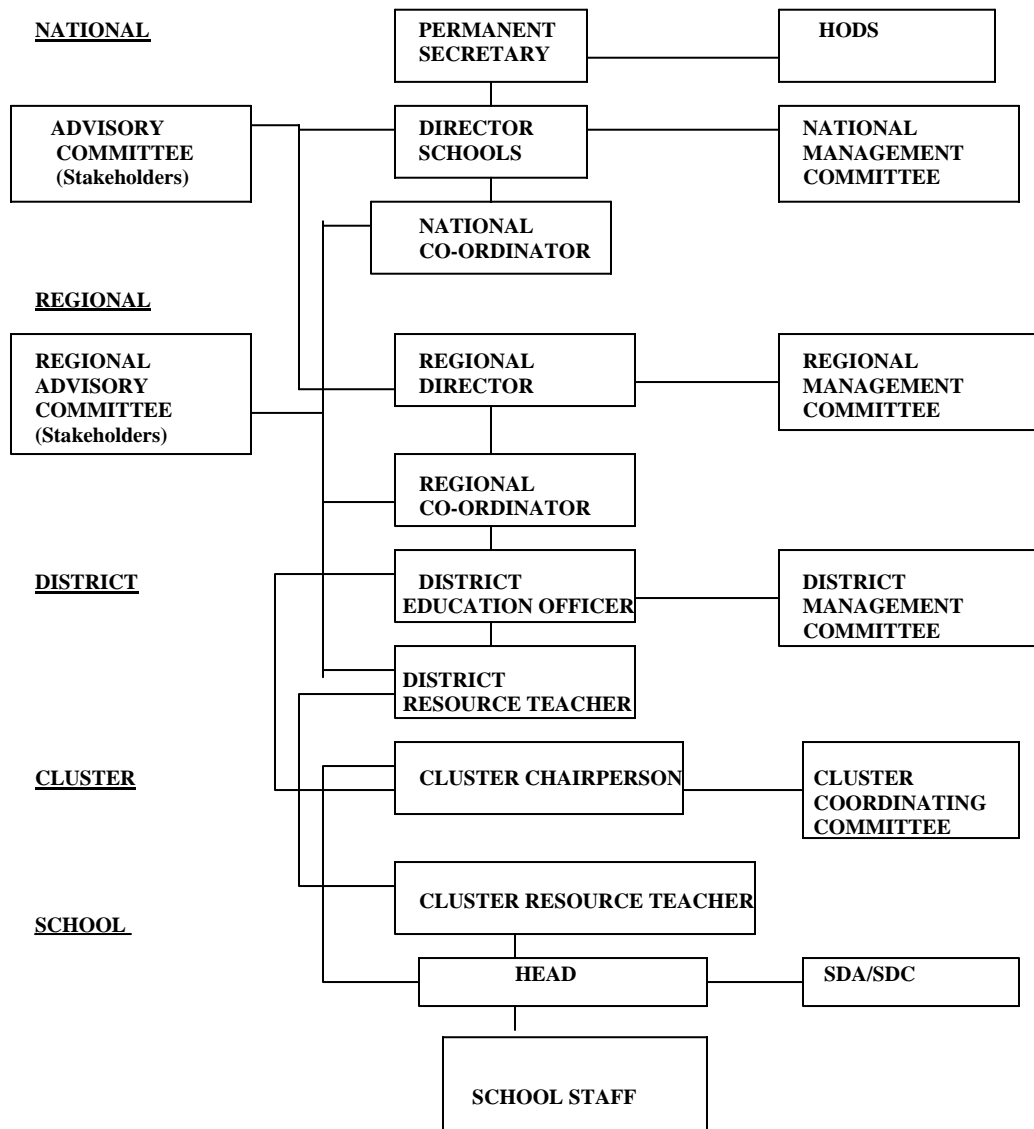 NATIONAL
PERMANENT
SECRETARY
HODS
ADVISORY
COMMITTEE
(Stakeholders)
DIRECTOR
SCHOOLS
NATIONAL
MANAGEMENT
COMMITTEE
NATIONAL
CO-ORDINATOR
REGIONAL
REGIONAL
ADVISORY
COMMITTEE
(Stakeholders)
REGIONAL
DIRECTOR
REGIONAL
MANAGEMENT
COMMITTEE
REGIONAL
CO-ORDINATOR
DISTRICT
DISTRICT
EDUCATION OFFICER
DISTRICT
MANAGEMENT
COMMITTEE
DISTRICT
RESOURCE TEACHER
CLUSTER
CLUSTER CHAIRPERSON
CLUSTER
COORDINATING
COMMITTEE
CLUSTER RESOURCE TEACHER
SCHOOL
HEAD
SDA/SDC
SCHOOL STAFF